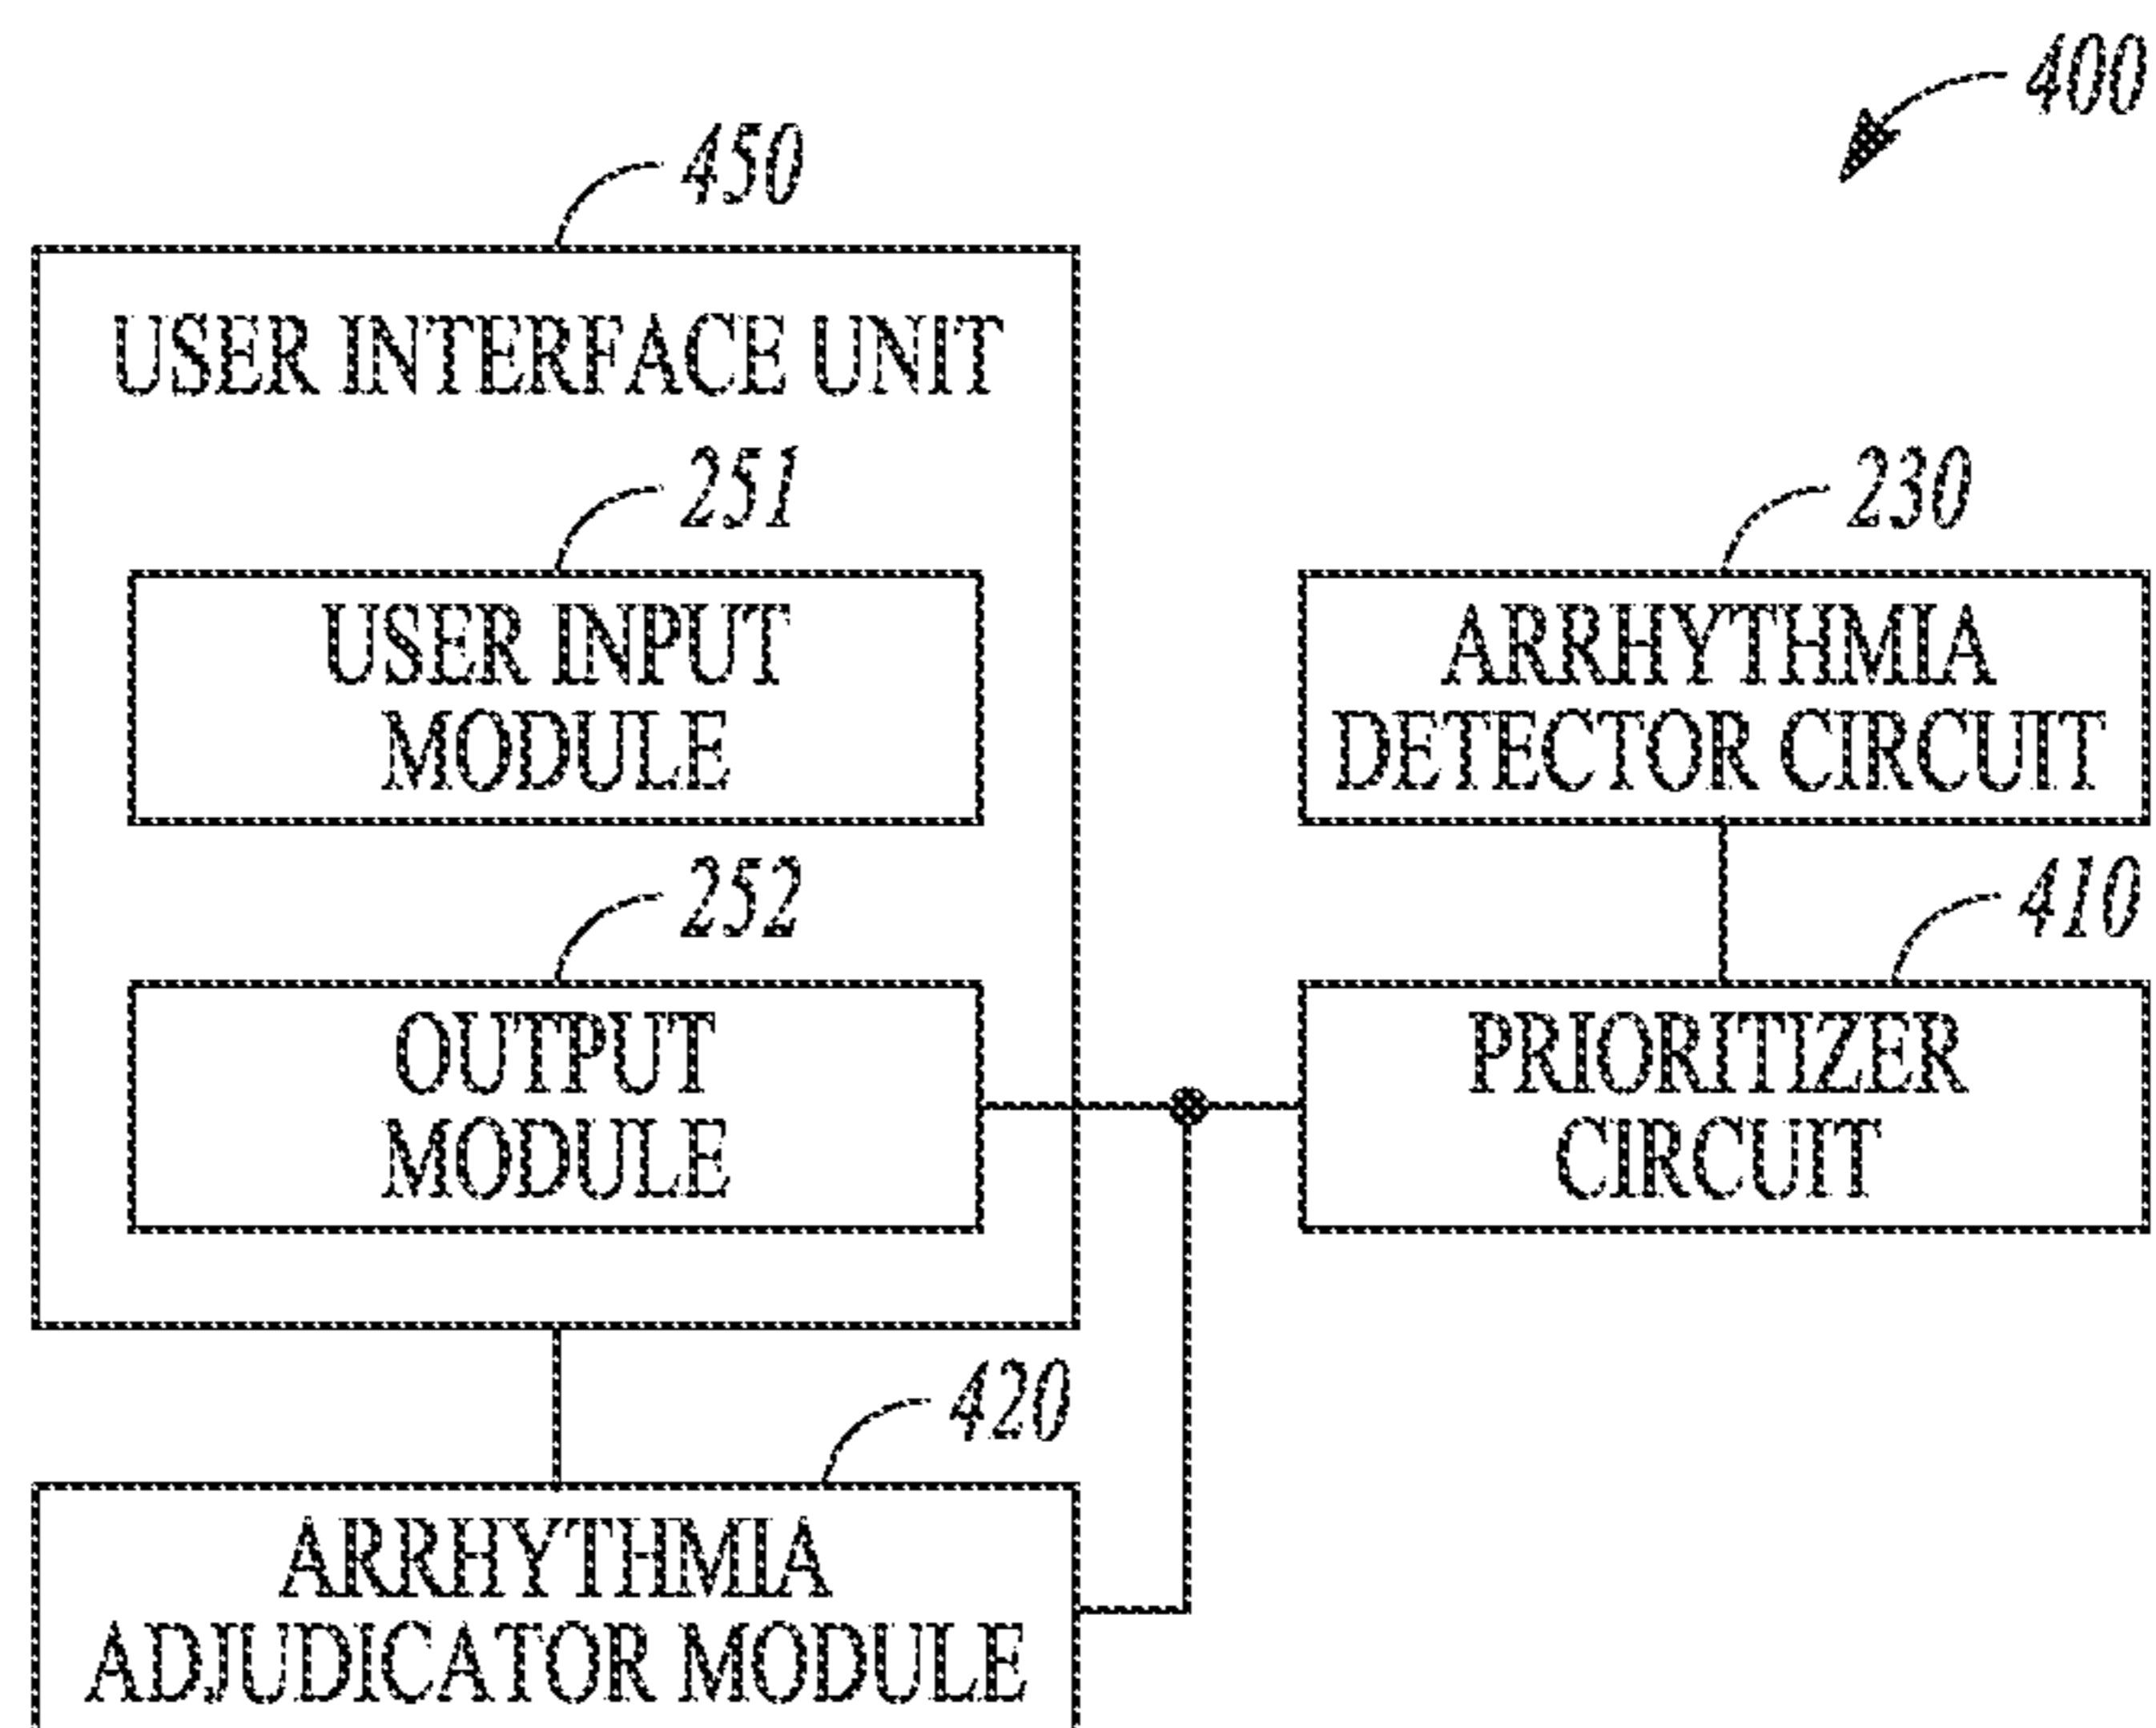 400
450
USER INTERFACE UNIT
251
USER INPUT
MODULE
230
ARRHYTHMIA
DETECTOR CIRCUIT
252
OUTPUT
MODULE
410
PRIORITIZER
CIRCUIT
420
ARRHYTHMIA
ADJUDICATOR MODULE